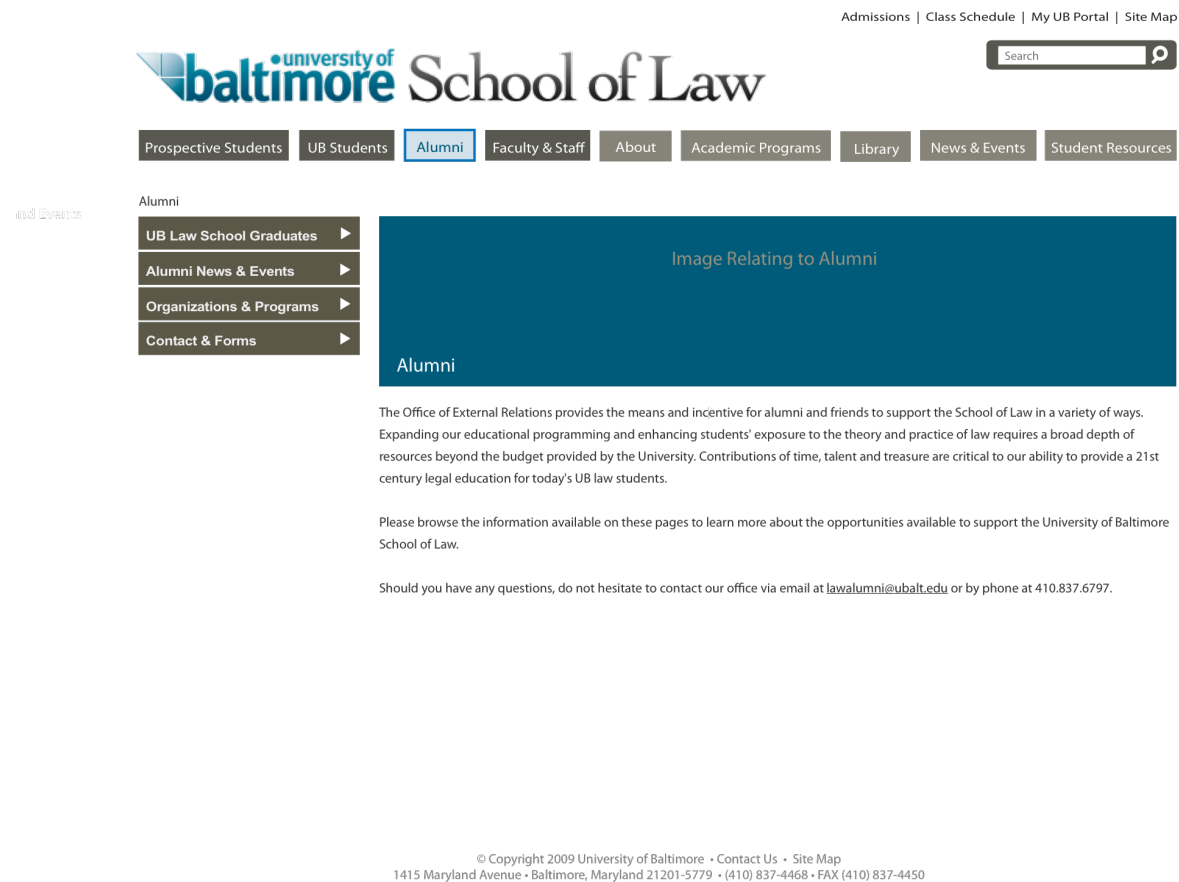 Admissions | Class Schedule | My UB Portal | Site Map
university of
baltimore School of Law
Search
Prospective Students UB Students Alumni Faculty & Staff About Academic Programs Library News & Events Student Resources
Alumni
nd Events
UB Law School Graduates
Alumni News & Events
Organizations & Programs
Contact & Forms
Image Relating to Alumni
Alumni
The Office of External Relations provides the means and incentive for alumni and friends to support the School of Law in a variety of ways.
Expanding our educational programming and enhancing students' exposure to the theory and practice of law requires a broad depth of
resources beyond the budget provided by the University. Contributions of time, talent and treasure are critical to our ability to provide a 21st
century legal education for today's UB law students.
Please browse the information available on these pages to learn more about the opportunities available to support the University of Baltimore
School of Law.
Should you have any questions, do not hesitate to contact our office via email at lawalumni@ubalt.edu or by phone at 410.837.6797.
© Copyright 2009 University of Baltimore • Contact Us • Site Map
1415 Maryland Avenue • Baltimore, Maryland 21201-5779 • (410) 837-4468 • FAX (410) 837-4450